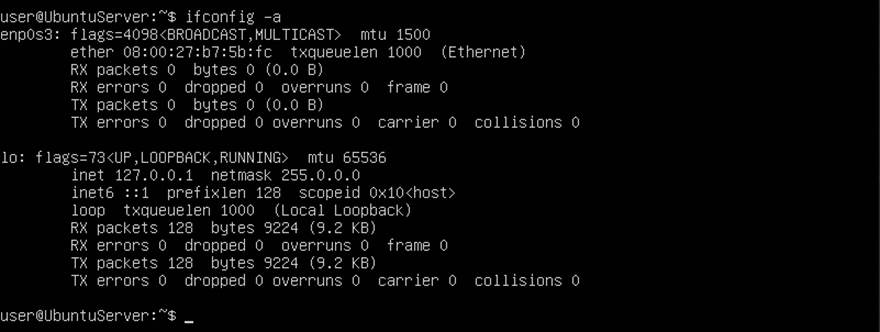 user@UbuntuServer:~$ ifconfig -a
enp0s3: flags=4098<BROADCAST,MULTICAST>  mtu 1500
        ether 08:00:27:b7:5b:fc  txqueuelen 1000  (Ethernet)
        RX packets 0  bytes 0 (0.0 B)
        RX errors 0  dropped 0  overruns 0  frame 0
        TX packets 0  bytes 0 (0.0 B)
        TX errors 0  dropped 0 overruns 0  carrier 0  collisions 0

lo: flags=73<UP,LOOPBACK,RUNNING>  mtu 65536
        inet 127.0.0.1  netmask 255.0.0.0
        inet6 ::1  prefixlen 128  scopeid 0x10<host>
        loop  txqueuelen 1000  (Local Loopback)
        RX packets 128  bytes 9224 (9.2 KB)
        RX errors 0  dropped 0  overruns 0  frame 0
        TX packets 128  bytes 9224 (9.2 KB)
        TX errors 0  dropped 0 overruns 0  carrier 0  collisions 0

user@UbuntuServer:~$ _